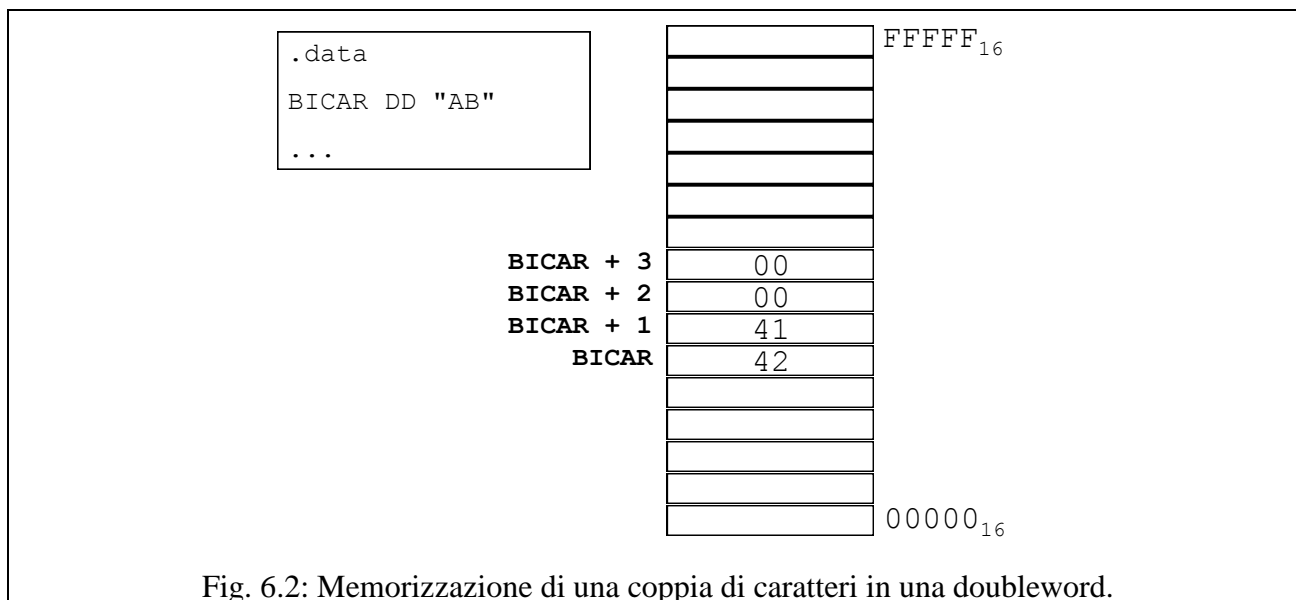 .data
BICAR DD "AB"
...
FFFFF₁₆
BICAR + 3 00
BICAR + 2 00
BICAR + 1 41
BICAR 42
00000₁₆
Fig. 6.2: Memorizzazione di una coppia di caratteri in una doubleword.